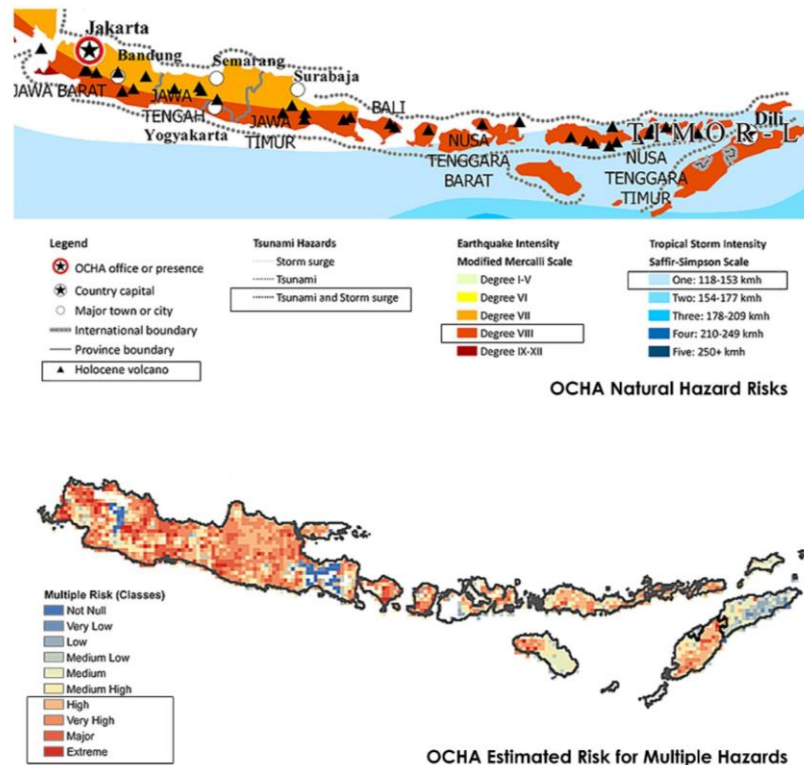 Jakarta
Bandung
Semarang
Surabaja
JAWA BARAT
JAWA
TENGAH
Yogyakarta
JAWA
TIMUR
BALI
NUSA
TENGGARA
BARAT
TIMOR-L
Dili
NUSA
TENGGARA
TIMUR
Legend
OCHA office or presence
Country capital
Major town or city
International boundary
Province boundary
Holocene volcano
Tsunami Hazards
Storm surge
Tsunami
Tsunami and Storm surge
Earthquake Intensity
Modified Mercalli Scale
Degree I-V
Degree VI
Degree VII
Degree VIII
Degree IX-XII
Tropical Storm Intensity
Saffir-Simpson Scale
One: 118-153 kmh
Two: 154-177 kmh
Three: 178-209 kmh
Four: 210-249 kmh
Five: 250+ kmh
OCHA Natural Hazard Risks
Multiple Risk (Classes)
Not Null
Very Low
Low
Medium Low
Medium
Medium High
High
Very High
Major
Extreme
OCHA Estimated Risk for Multiple Hazards